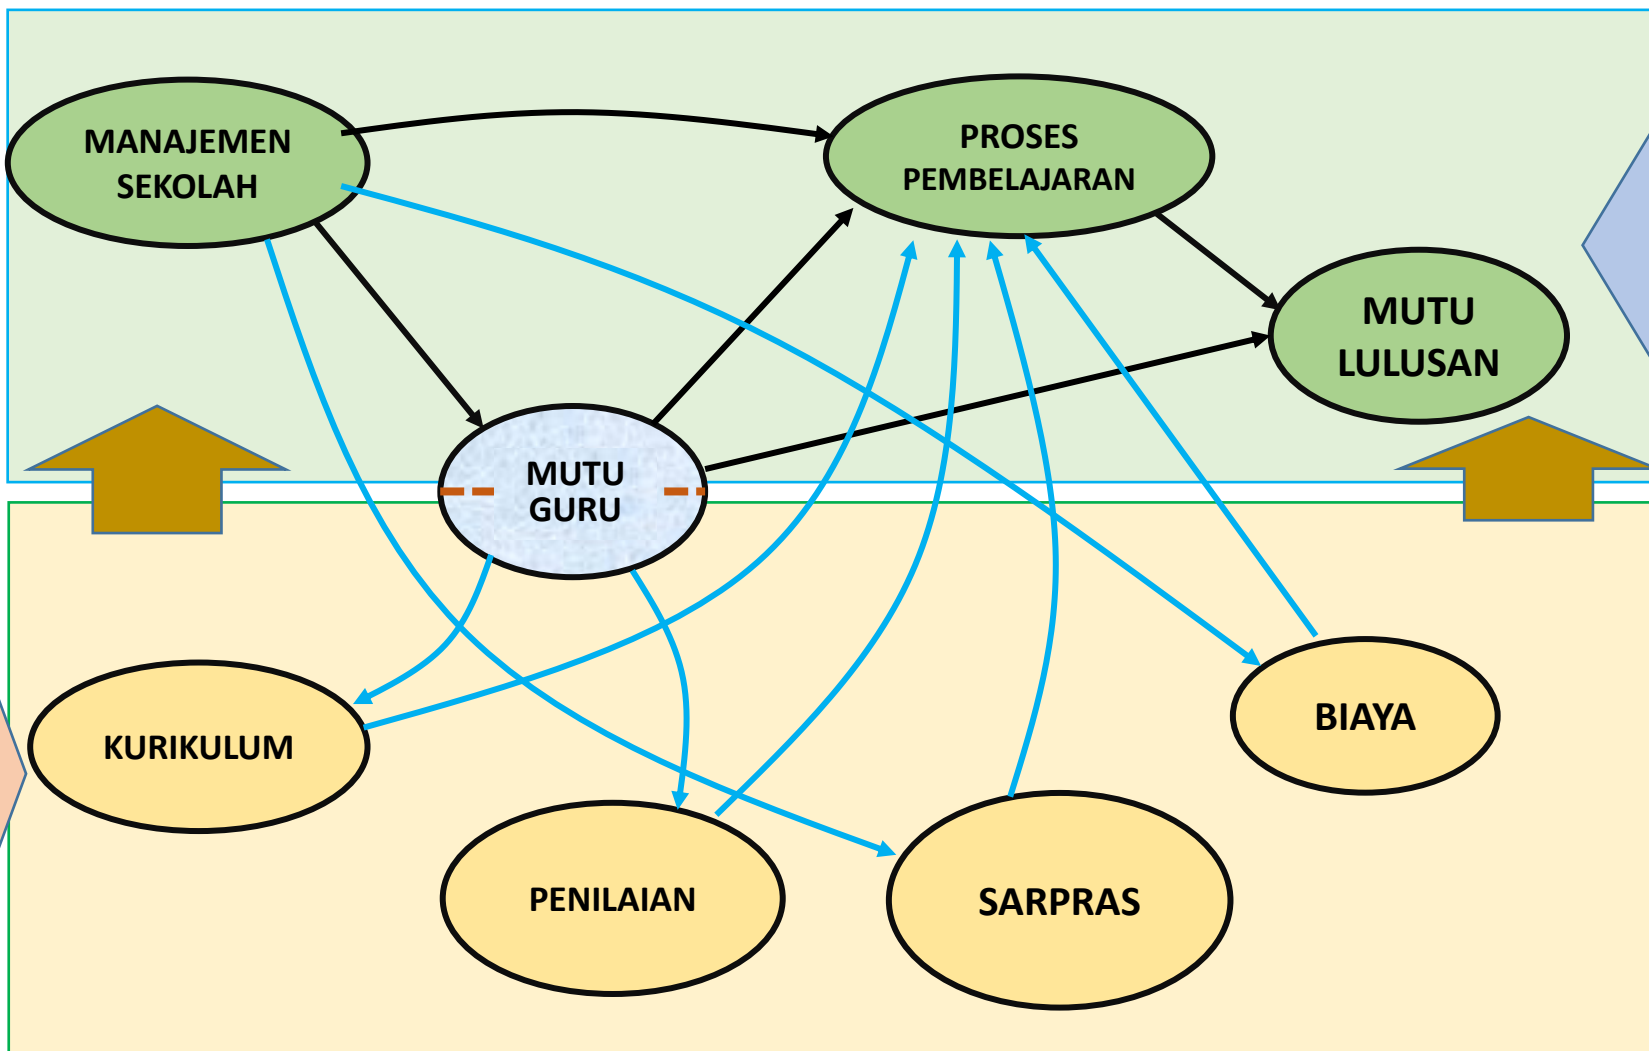 MANAJEMEN
SEKOLAH
PROSES
PEMBELAJARAN
MUTU
LULUSAN
MUTU
GURU
KURIKULUM
PENILAIAN
SARPRAS
BIAYA